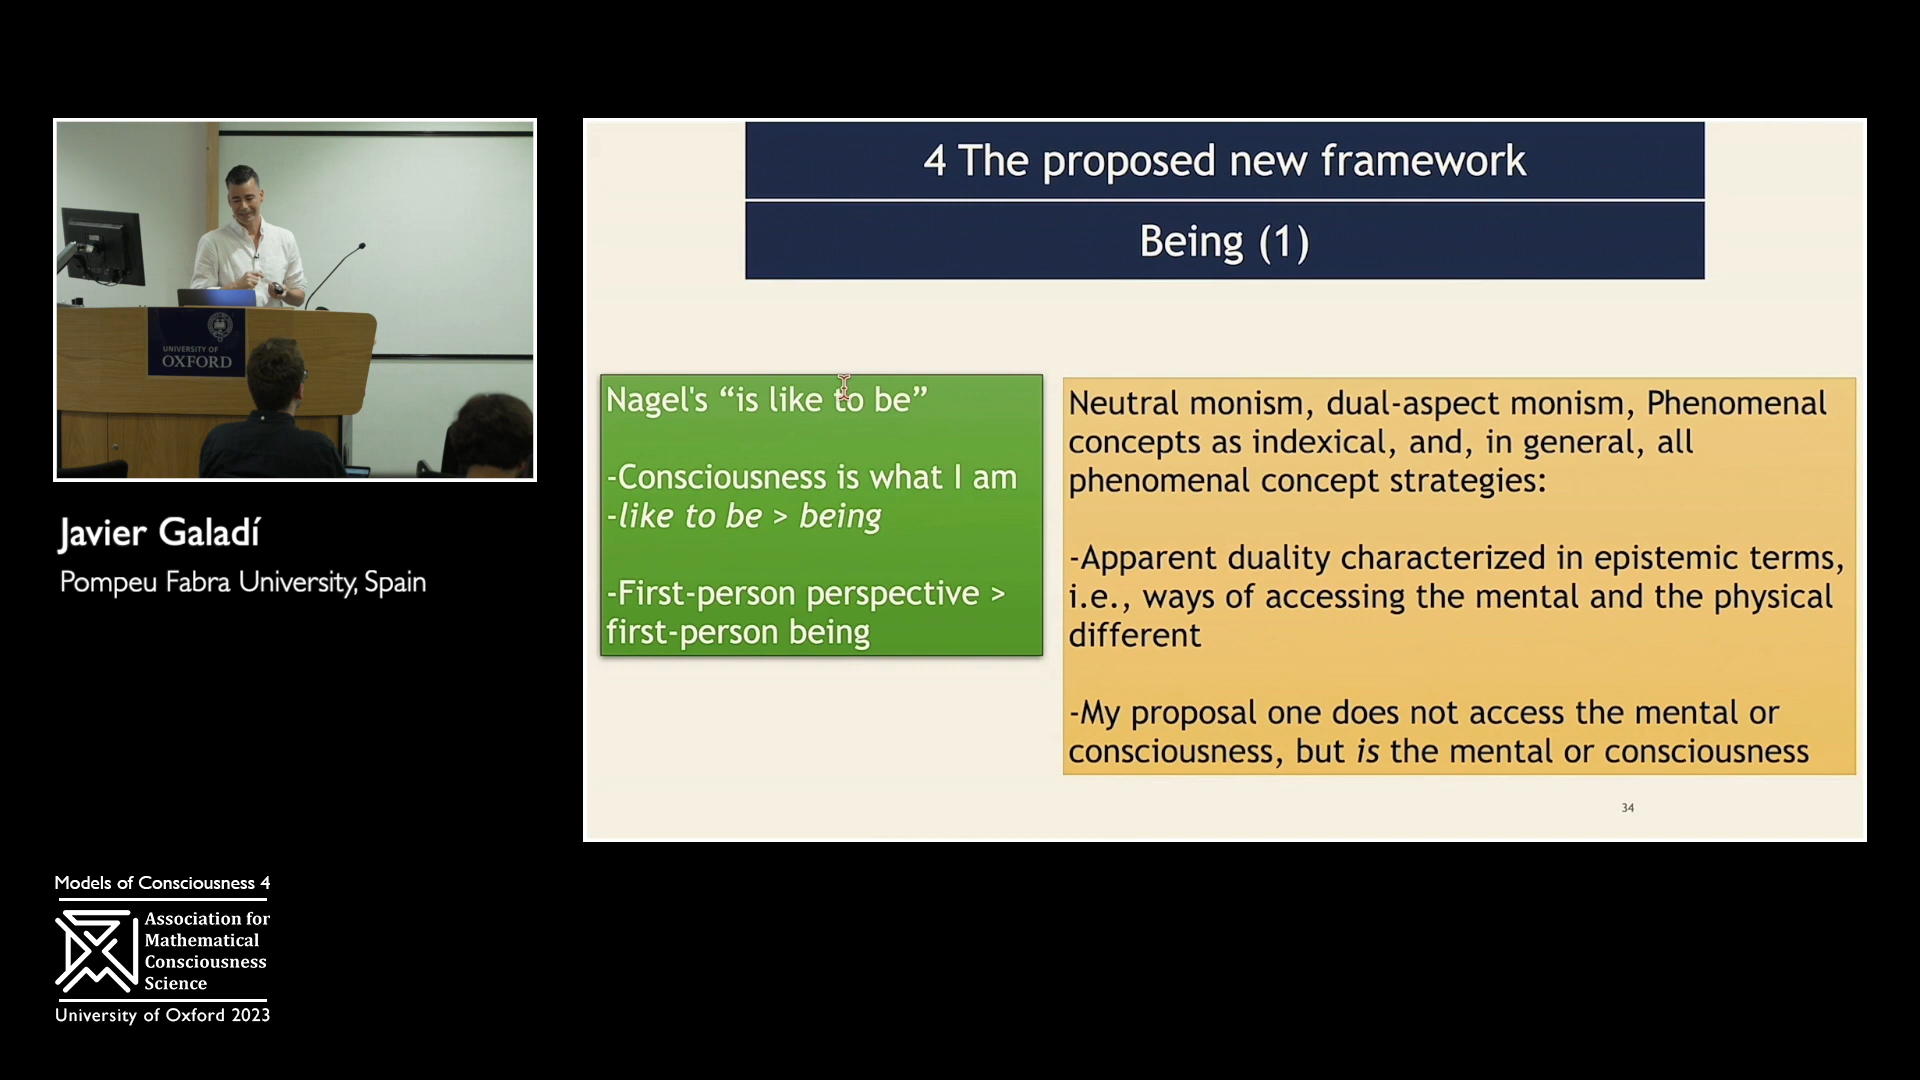 4 The proposed new framework
Being (1)
UNIVERSITY OF
OXFORD
Nagel's “is like to be”
-Consciousness is what I am
-like to be > being
-First-person perspective >
first-person being
Neutral monism, dual-aspect monism, Phenomenal
concepts as indexical, and, in general, all
phenomenal concept strategies:
-Apparent duality characterized in epistemic terms,
i.e., ways of accessing the mental and the physical
different
-My proposal one does not access the mental or
consciousness, but is the mental or consciousness
34
Javier Galadí
Pompeu Fabra University, Spain
Models of Consciousness 4
Association for
Mathematical
Consciousness
Science
University of Oxford 2023